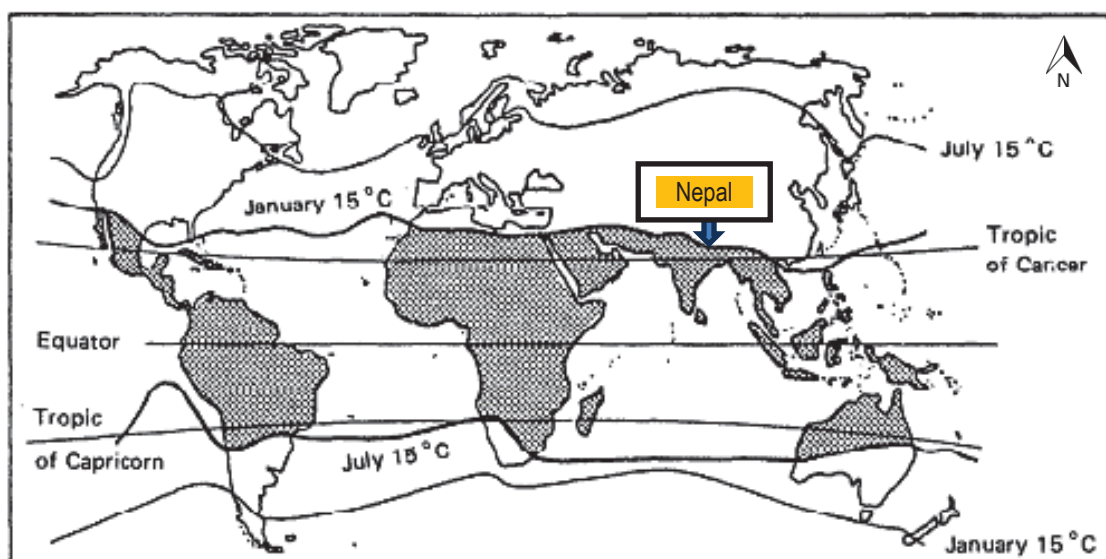 N
July 15 °C
Nepal
January 15 °C
Tropic
of Cancer
Equator
Tropic
of Capricorn
July 15 °C
January 15 °C